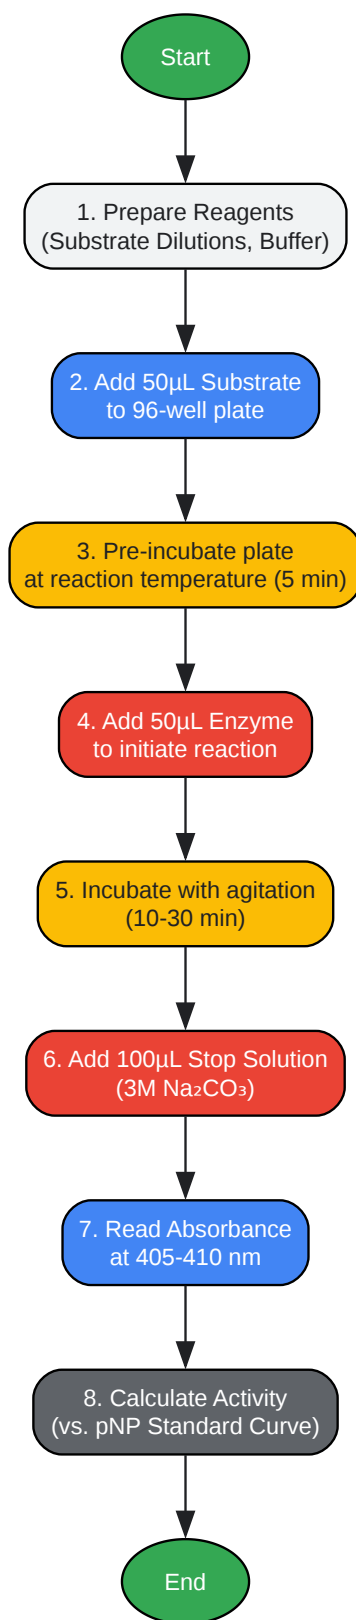 Start
1. Prepare Reagents
(Substrate Dilutions, Buffer)
2. Add 50µL Substrate
to 96-well plate
3. Pre-incubate plate
at reaction temperature (5 min)
4. Add 50µL Enzyme
to initiate reaction
5. Incubate with agitation
(10-30 min)
6. Add 100µL Stop Solution
(3M Na₂CO₃)
7. Read Absorbance
at 405-410 nm
8. Calculate Activity
(vs. pNP Standard Curve)
End